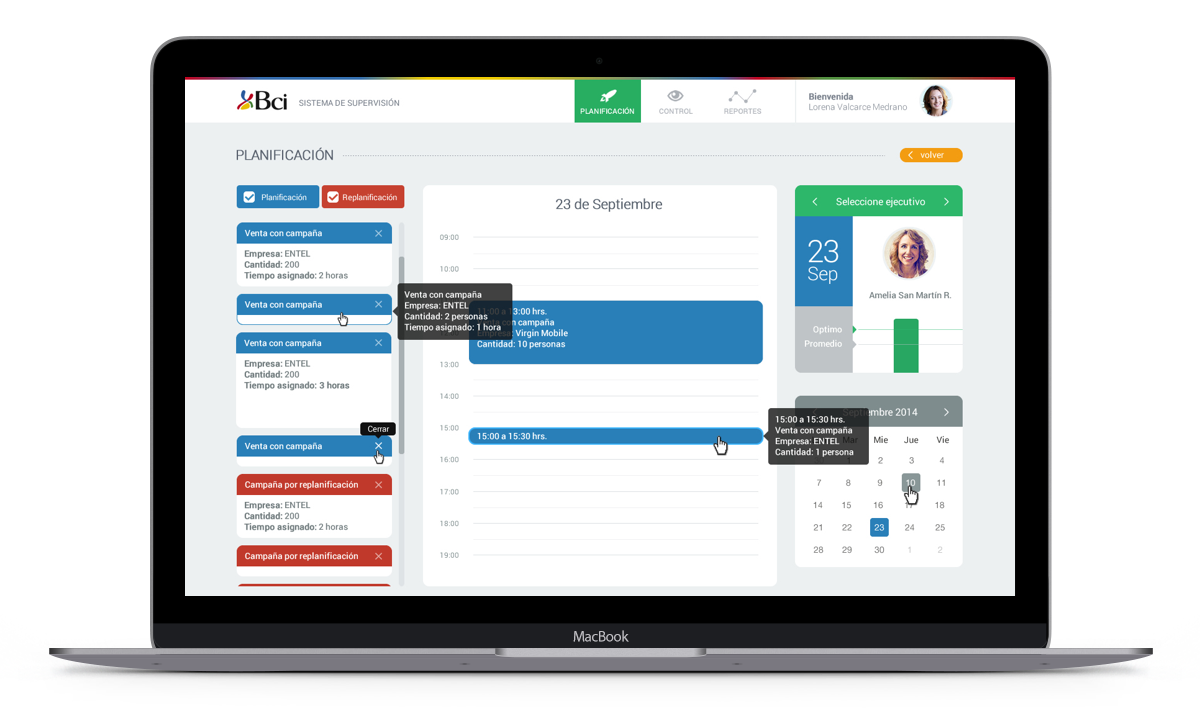 Bci
SISTEMA DE SUPERVISIÓN
PLANIFICACIÓN
CONTROL
REPORTES
Bienvenida
Lorena Valcarce Medrano
PLANIFICACIÓN
volver
Planificación
Replanificación
Venta con campaña
Empresa: ENTEL
Cantidad: 200
Tiempo asignado: 2 horas
Venta con campaña
Venta con campaña
Empresa: ENTEL
Cantidad: 2 personas
Tiempo asignado: 1 hora
Venta con campaña
Empresa: ENTEL
Cantidad: 200
Tiempo asignado: 3 horas
Cerrar
Venta con campaña
Campaña por replanificación
Empresa: ENTEL
Cantidad: 200
Tiempo asignado: 2 horas
Campaña por replanificación
23 de Septiembre
09:00
10:00
11:00 a 13:00 hrs.
Venta con campaña
Empresa: Virgin Mobile
Cantidad: 10 personas
13:00
14:00
15:00
15:00 a 15:30 hrs.
16:00
17:00
18:00
19:00
15:00 a 15:30 hrs.
Venta con campaña
Empresa: ENTEL
Cantidad: 1 persona
Seleccione ejecutivo
23
Sep
Amelia San Martín R.
Optimo
Promedio
Septiembre 2014
Mar Mie Jue Vie
1 2 3 4
7 8 9 10 11
14 15 16 17 18
21 22 23 24 25
28 29 30 1 2
MacBook